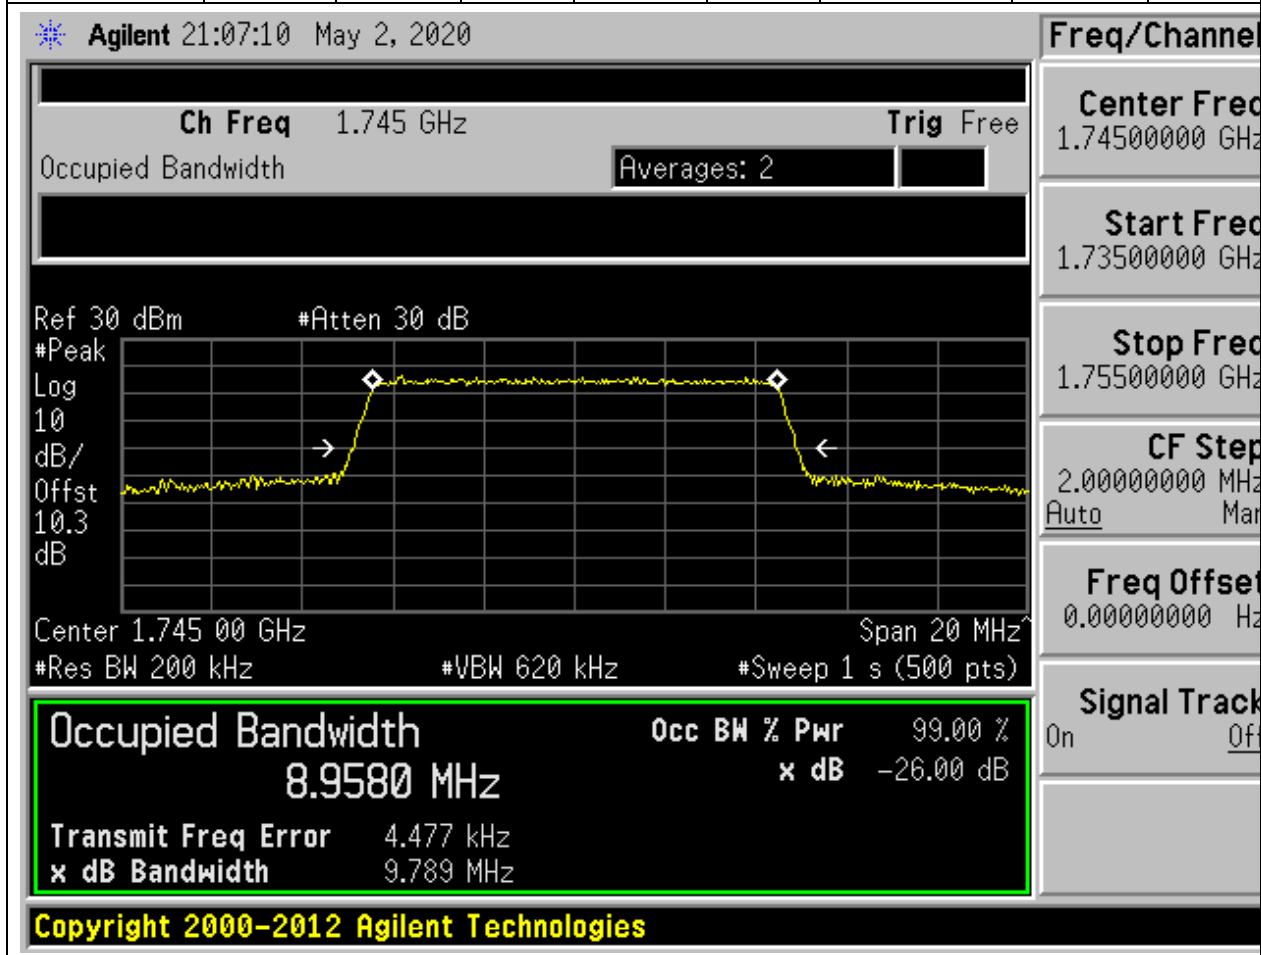 Agilent 21:07:10 May 2, 2020
Freq/Channel
Ch Freq 1.745 GHz Trig Free
Occupied Bandwidth Averages: 2
Center Freq
1.74500000 GHz
Start Freq
1.73500000 GHz
Stop Freq
1.75500000 GHz
CF Step
2.00000000 MHz
Auto Man
Freq Offset
0.00000000 Hz
Signal Track
On Off
Ref 30 dBm #Atten 30 dB
#Peak
Log
10
dB/
Offst
10.3
dB
Center 1.745 00 GHz Span 20 MHz^
#Res BW 200 kHz #VBW 620 kHz #Sweep 1 s (500 pts)
Occupied Bandwidth Occ BW % Pwr 99.00 %
8.9580 MHz x dB -26.00 dB
Transmit Freq Error 4.477 kHz
x dB Bandwidth 9.789 MHz
Copyright 2000-2012 Agilent Technologies